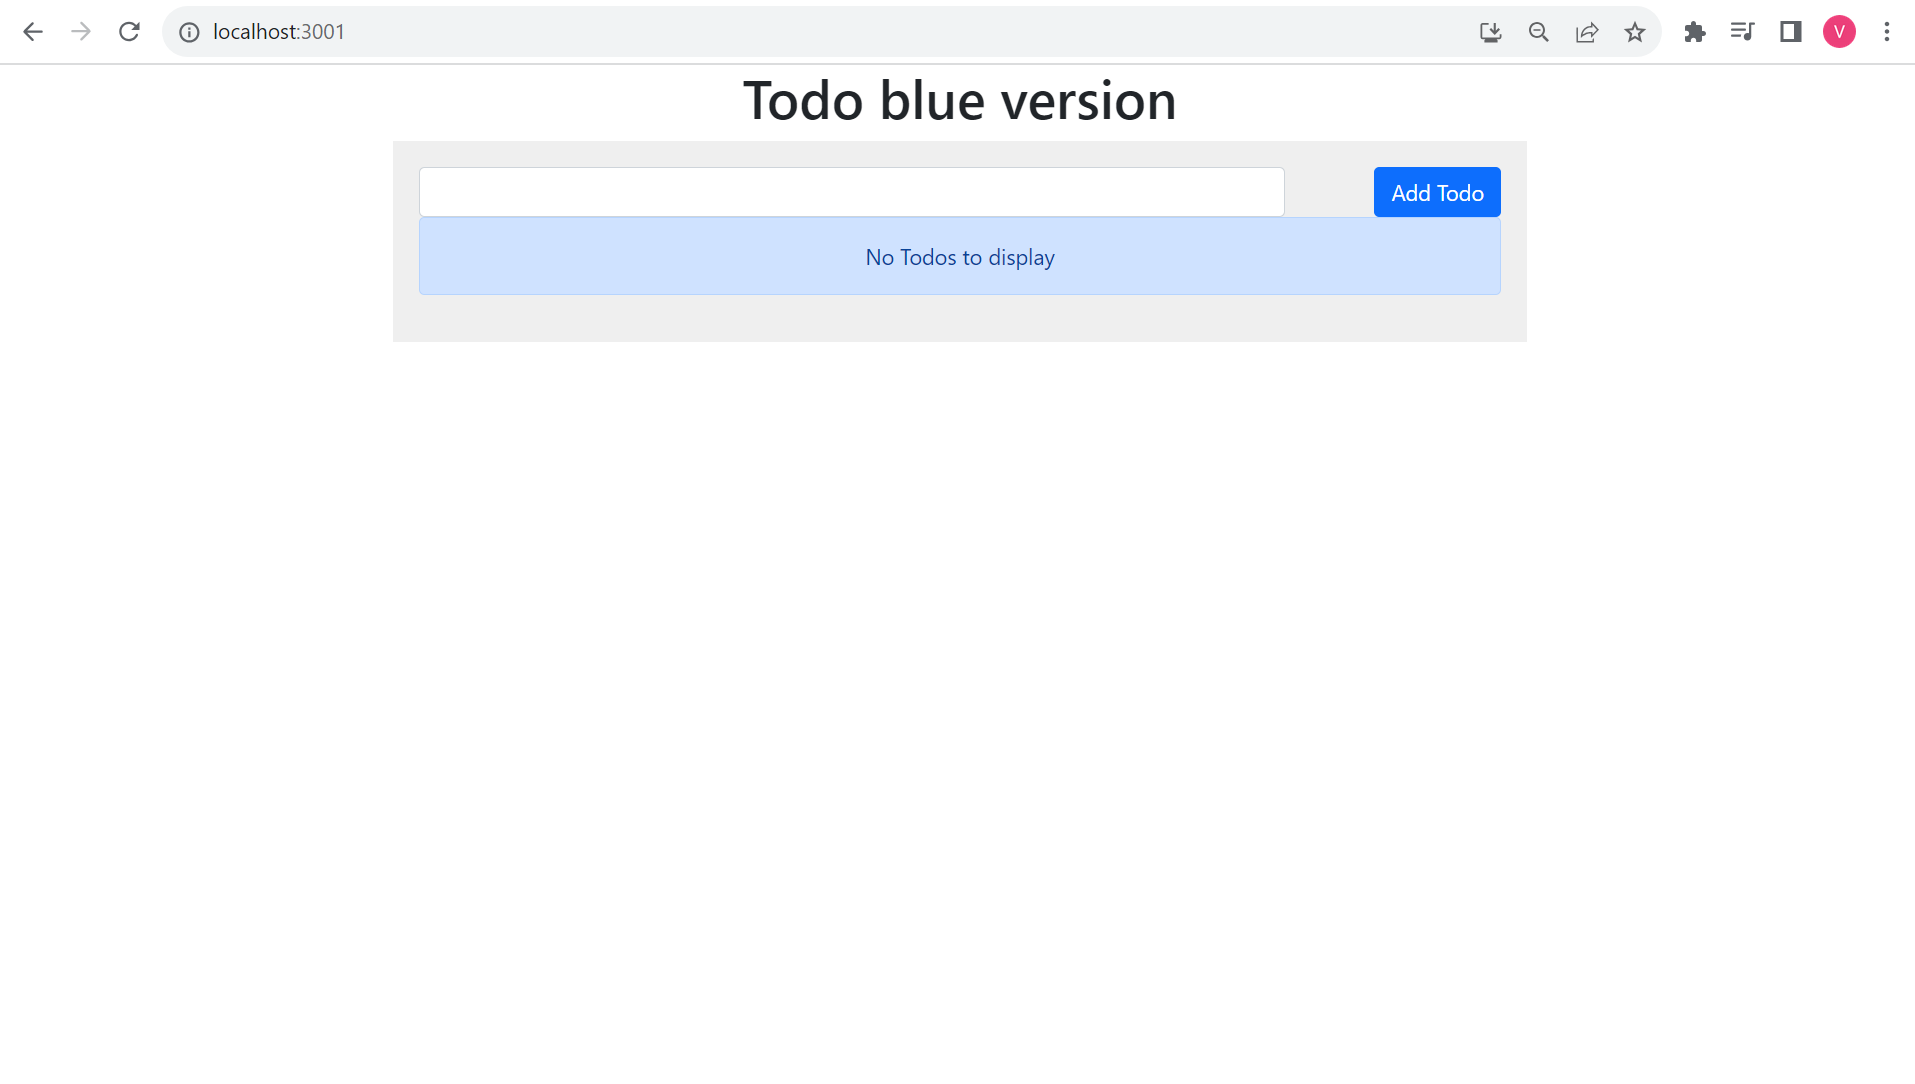 localhost:3001
V
Todo blue version
Add Todo
No Todos to display